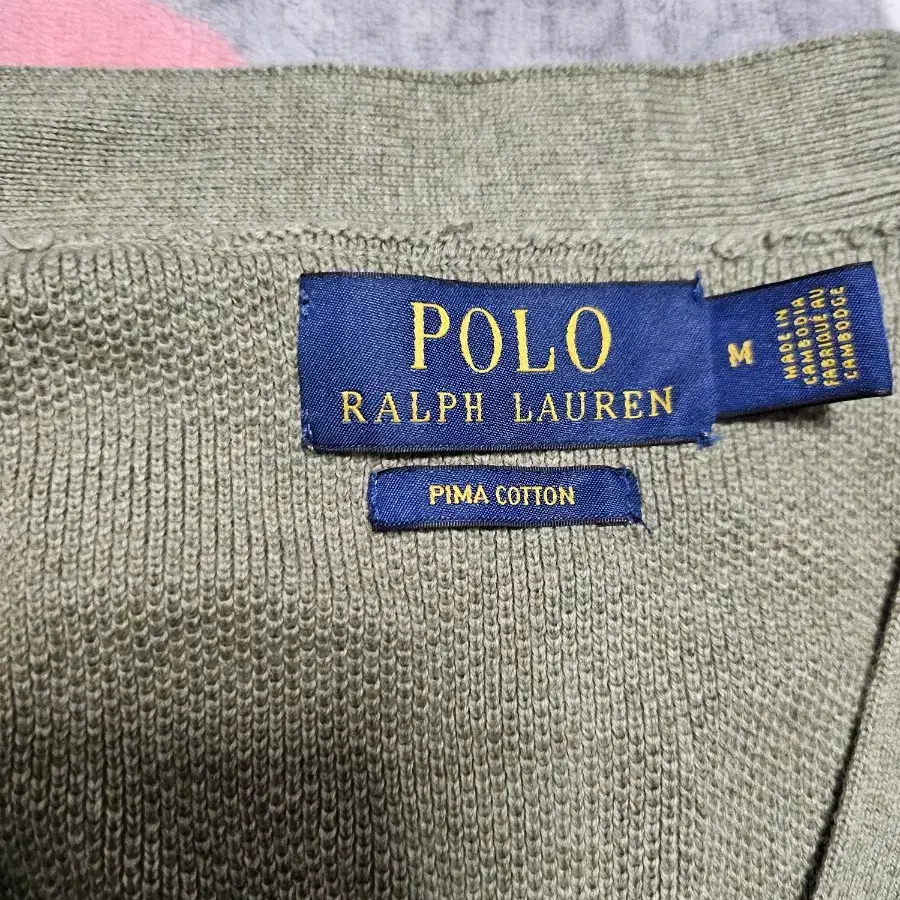 POLO
RALPH LAUREN
PIMA COTTON
M
MADE IN
CAMBODIA
FABRIQUÉ AU
CAMBODGE